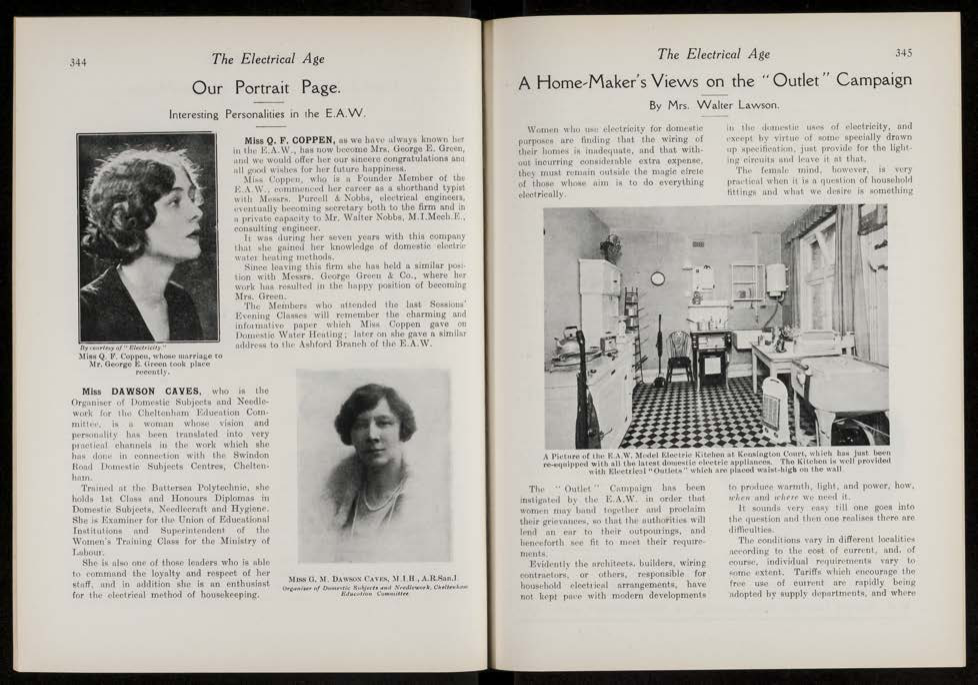 344
The Electrical Age
Our Portrait Page.
Interesting Personalities in the E.A.W.
Miss Q. F. COPPEN, as we have always known her
in the E.A.W., has now become Mrs. George E. Green,
and we would offer her our sincere congratulations and
all good wishes for her future happiness.
Miss Coppen, who is a Founder Member of the
E.A.W., commenced her career as a shorthand typist
with Messrs. Purcell & Nobbs, electrical engineers,
eventually becoming secretary both to the firm and in
a private capacity to Mr. Walter Nobbs, M.I.Mech.E.,
consulting engineer.
It was during her seven years with this company
that she gained her knowledge of domestic electric
water heating methods.
Since leaving this firm she has held a similar posi-
tion with Messrs. George Green & Co., where her
work has resulted in the happy position of becoming
Mrs. Green.
The Members who attended the last Sessions'
Evening Classes will remember the charming and
informative paper which Miss Coppen gave on
Domestic Water Heating; later on she gave a similar
address to the Ashford Branch of the E.A.W.
By courtesy of "Electricity."
Miss Q. F. Coppen, whose marriage to
Mr. George E. Green took place
recently.
Miss DAWSON CAVES, who is the
Organiser of Domestic Subjects and Needle-
work for the Cheltenham Education Com-
mittee, is a woman whose vision and
personality has been translated into very
practical channels in the work which she
has done in connection with the Swindon
Road Domestic Subjects Centres, Chelten-
ham.
Trained at the Battersea Polytechnic, she
holds 1st Class and Honours Diplomas in
Domestic Subjects, Needlecraft and Hygiene.
She is Examiner for the Union of Educational
Institutions and Superintendent of the
Women's Training Class for the Ministry of
Labour.
She is also one of those leaders who is able
to command the loyalty and respect of her
staff, and in addition she is an enthusiast
for the electrical method of housekeeping.
Miss G. M. Dawson Caves, M.I.H., A.R.San.I.
Organiser of Domestic Subjects and Needlework, Cheltenham
Education Committee
The Electrical Age
345
A Home-Maker's Views on the "Outlet" Campaign
By Mrs. Walter Lawson.
Women who use electricity for domestic
purposes are finding that the wiring of
their homes is inadequate, and that with-
out incurring considerable extra expense,
they must remain outside the magic circle
of those whose aim is to do everything
electrically.
in the domestic uses of electricity, and
except by virtue of some specially drawn
up specification, just provide for the light-
ing circuits and leave it at that.
The female mind, however, is very
practical when it is a question of household
fittings and what we desire is something
A Picture of the E.A.W. Model Electric Kitchen at Kensington Court, which has just been
re-equipped with all the latest domestic electric appliances. The Kitchen is well provided
with Electrical "Outlets" which are placed waist-high on the wall
The "Outlet" Campaign has been
instigated by the E.A.W. in order that
women may band together and proclaim
their grievances, so that the authorities will
lend an ear to their outpourings, and
henceforth see fit to meet their require-
ments.
Evidently the architects, builders, wiring
contractors, or others, responsible for
household electrical arrangements, have
not kept pace with modern developments
to produce warmth, light, and power, how,
when and where we need it.
It sounds very easy till one goes into
the question and then one realises there are
difficulties.
The conditions vary in different localities
according to the cost of current, and, of
course, individual requirements vary to
some extent. Tariffs which encourage the
free use of current are rapidly being
adopted by supply departments, and where